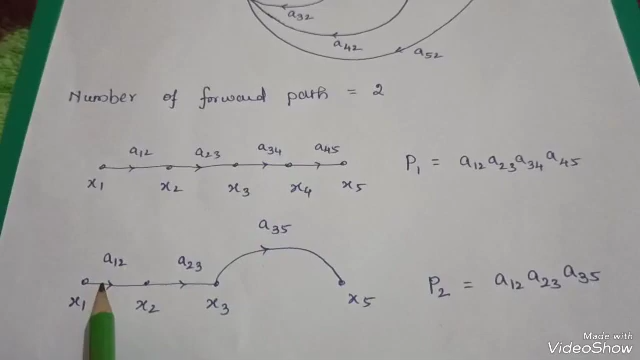 a32
a42
a52
Number of forward path = 2
a12 a23 a34 a45
x1 x2 x3 x4 x5
P1 = a12 a23 a34 a45
a35
a12 a23
x1 x2 x3 x5
P2 = a12 a23 a35
Made with
VideoShow